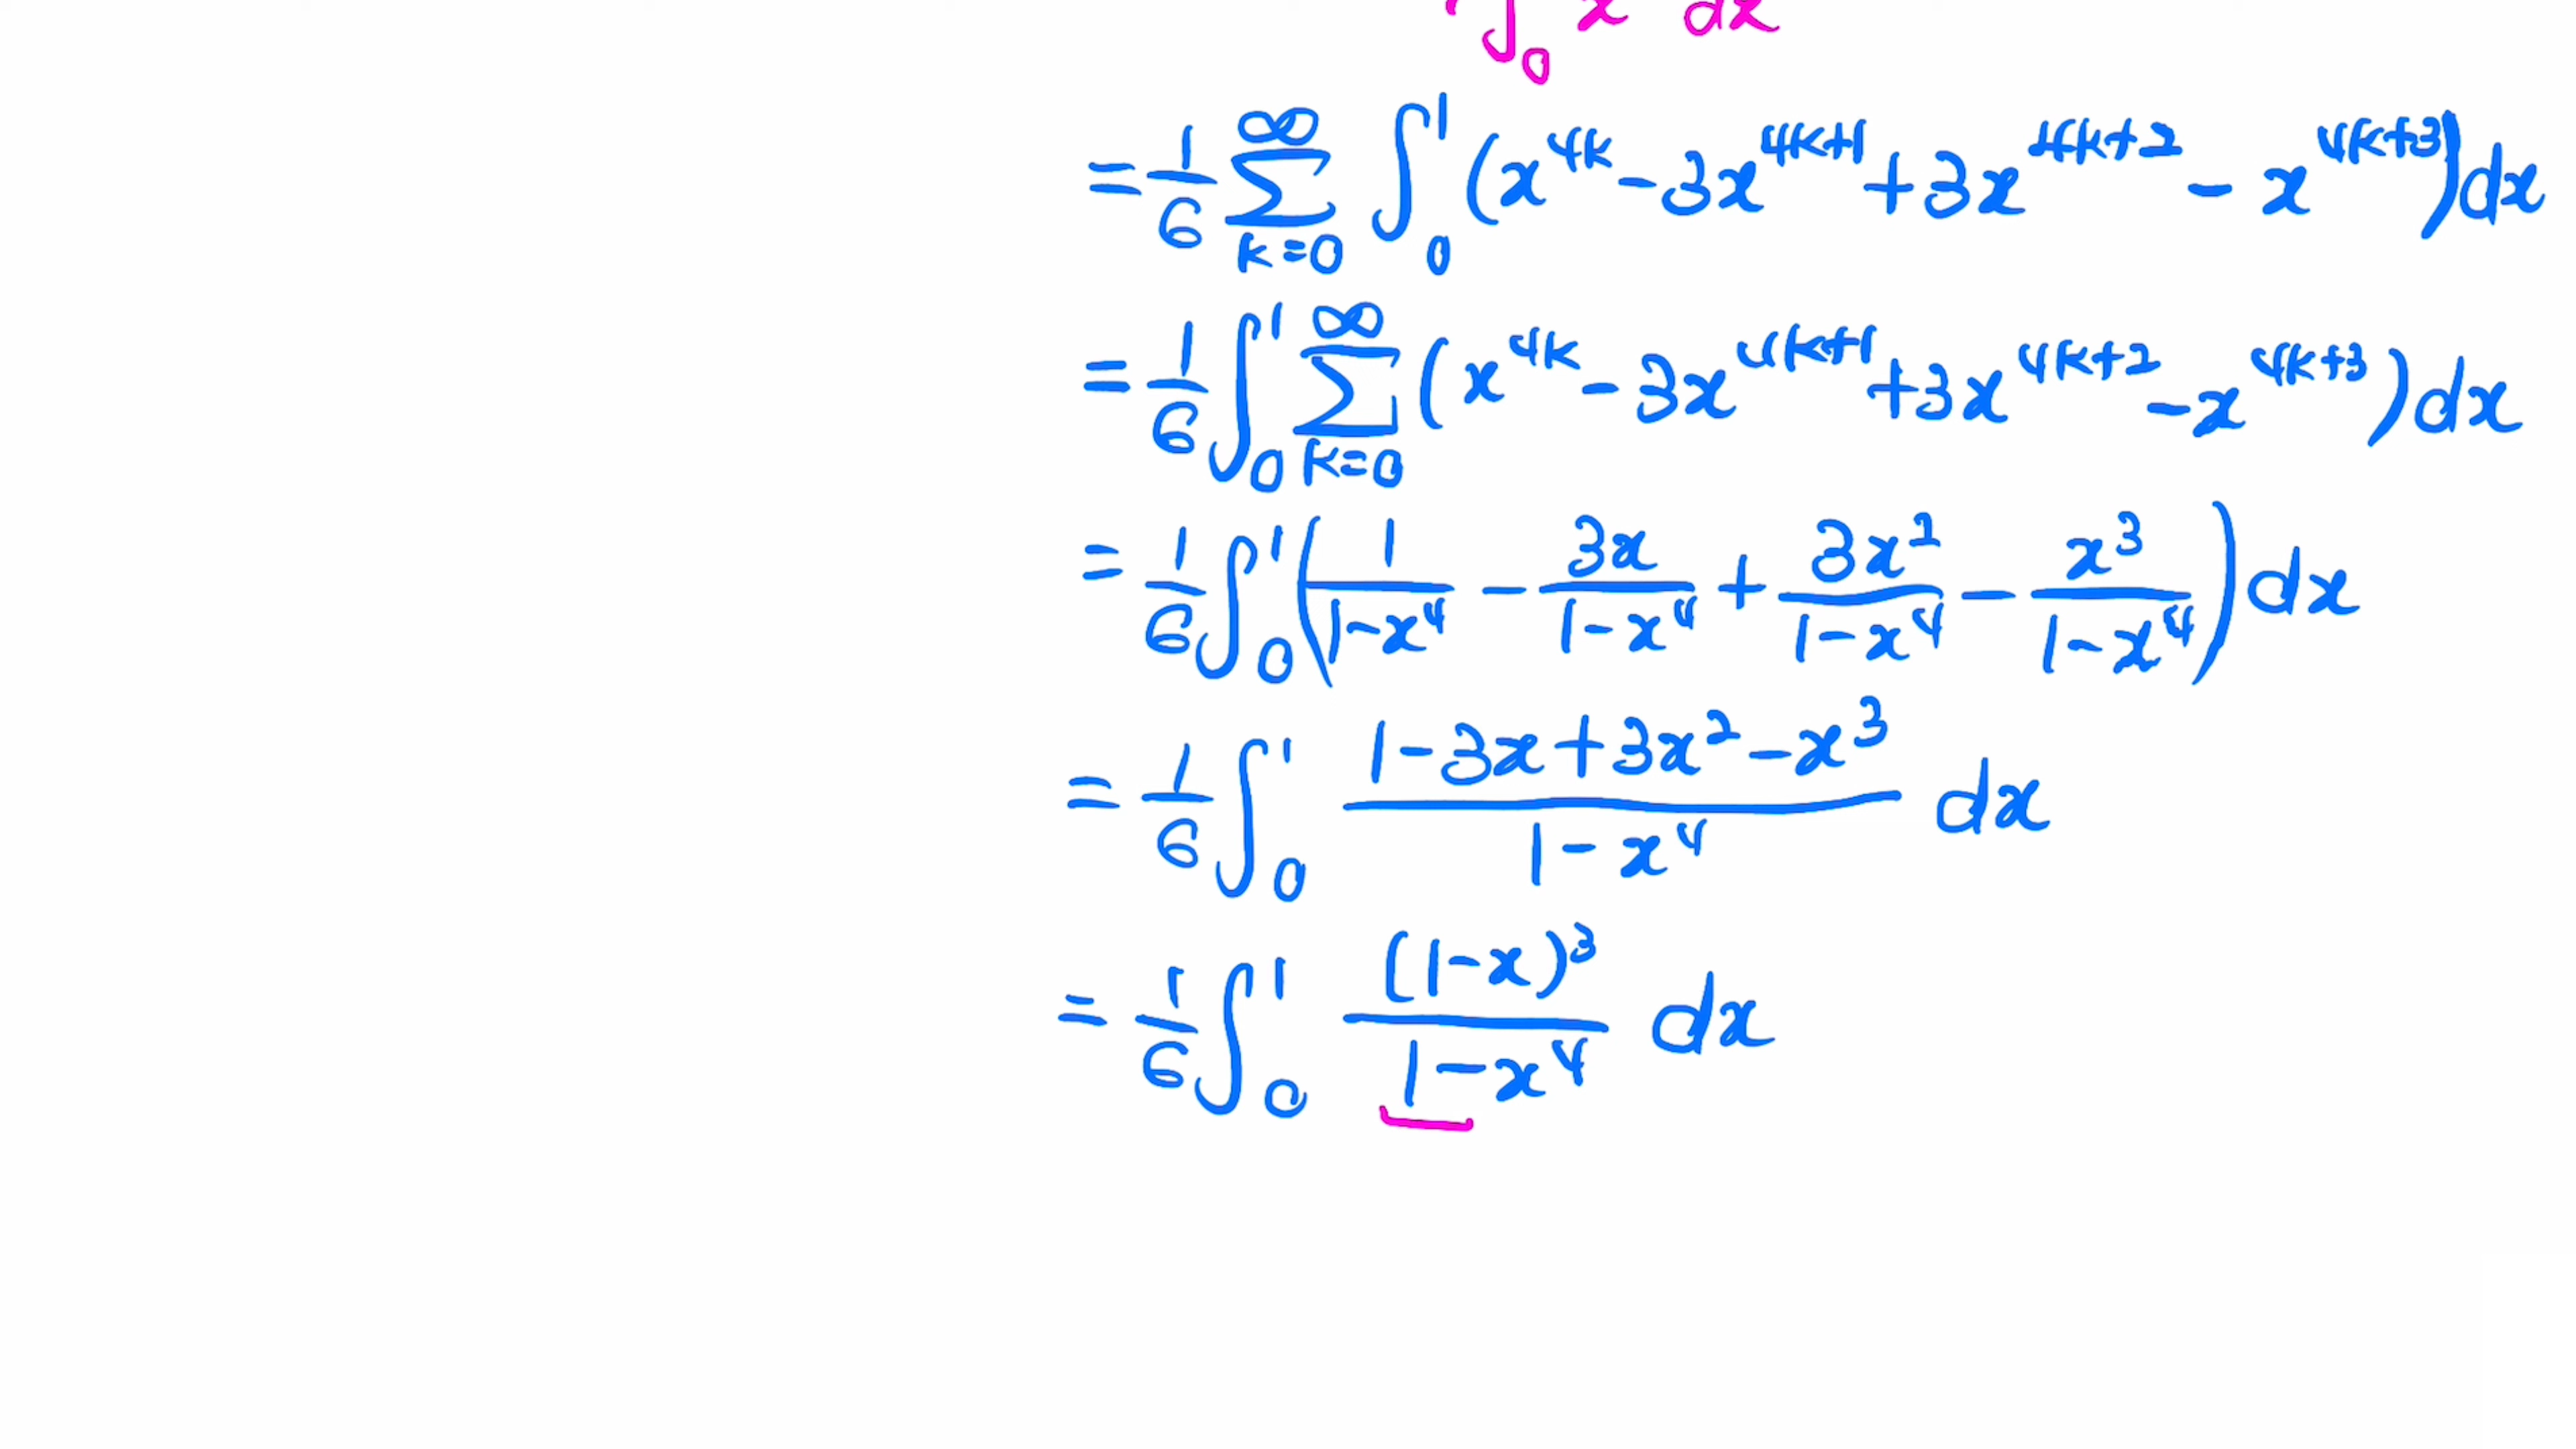 ∫_0 x dx
= 1/6 ∑_{k=0}^{∞} ∫_0^1 (x^{4k} - 3x^{4k+1} + 3x^{4k+2} - x^{4k+3}) dx
= 1/6 ∫_0^1 ∑_{k=0}^{∞} (x^{4k} - 3x^{4k+1} + 3x^{4k+2} - x^{4k+3}) dx
= 1/6 ∫_0^1 (1/(1-x^4) - 3x/(1-x^4) + 3x^2/(1-x^4) - x^3/(1-x^4)) dx
= 1/6 ∫_0^1 (1-3x+3x^2-x^3)/(1-x^4) dx
= 1/6 ∫_0^1 (1-x)^3/(1-x^4) dx